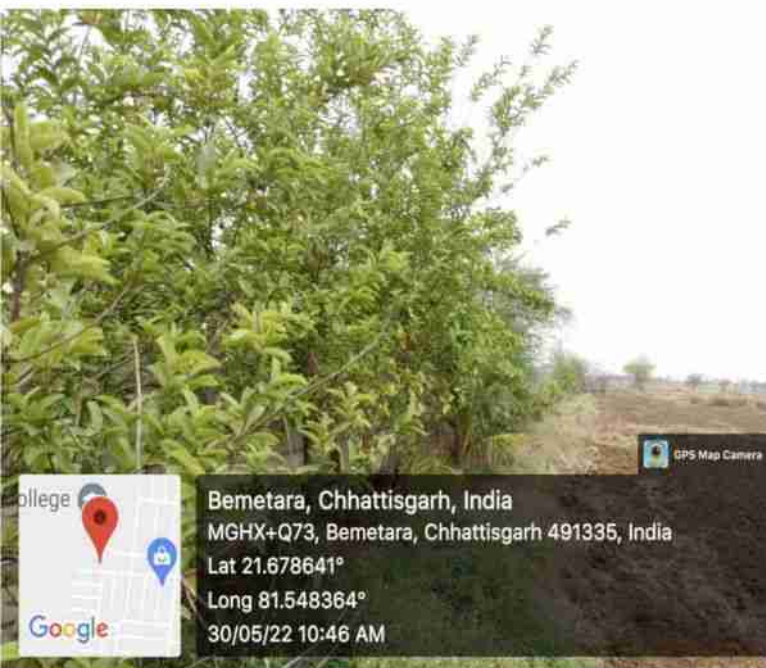 GPS Map Camera
ollege
Google
Bemetara, Chhattisgarh, India
MGHX+Q73, Bemetara, Chhattisgarh 491335, India
Lat 21.678641°
Long 81.548364°
30/05/22 10:46 AM